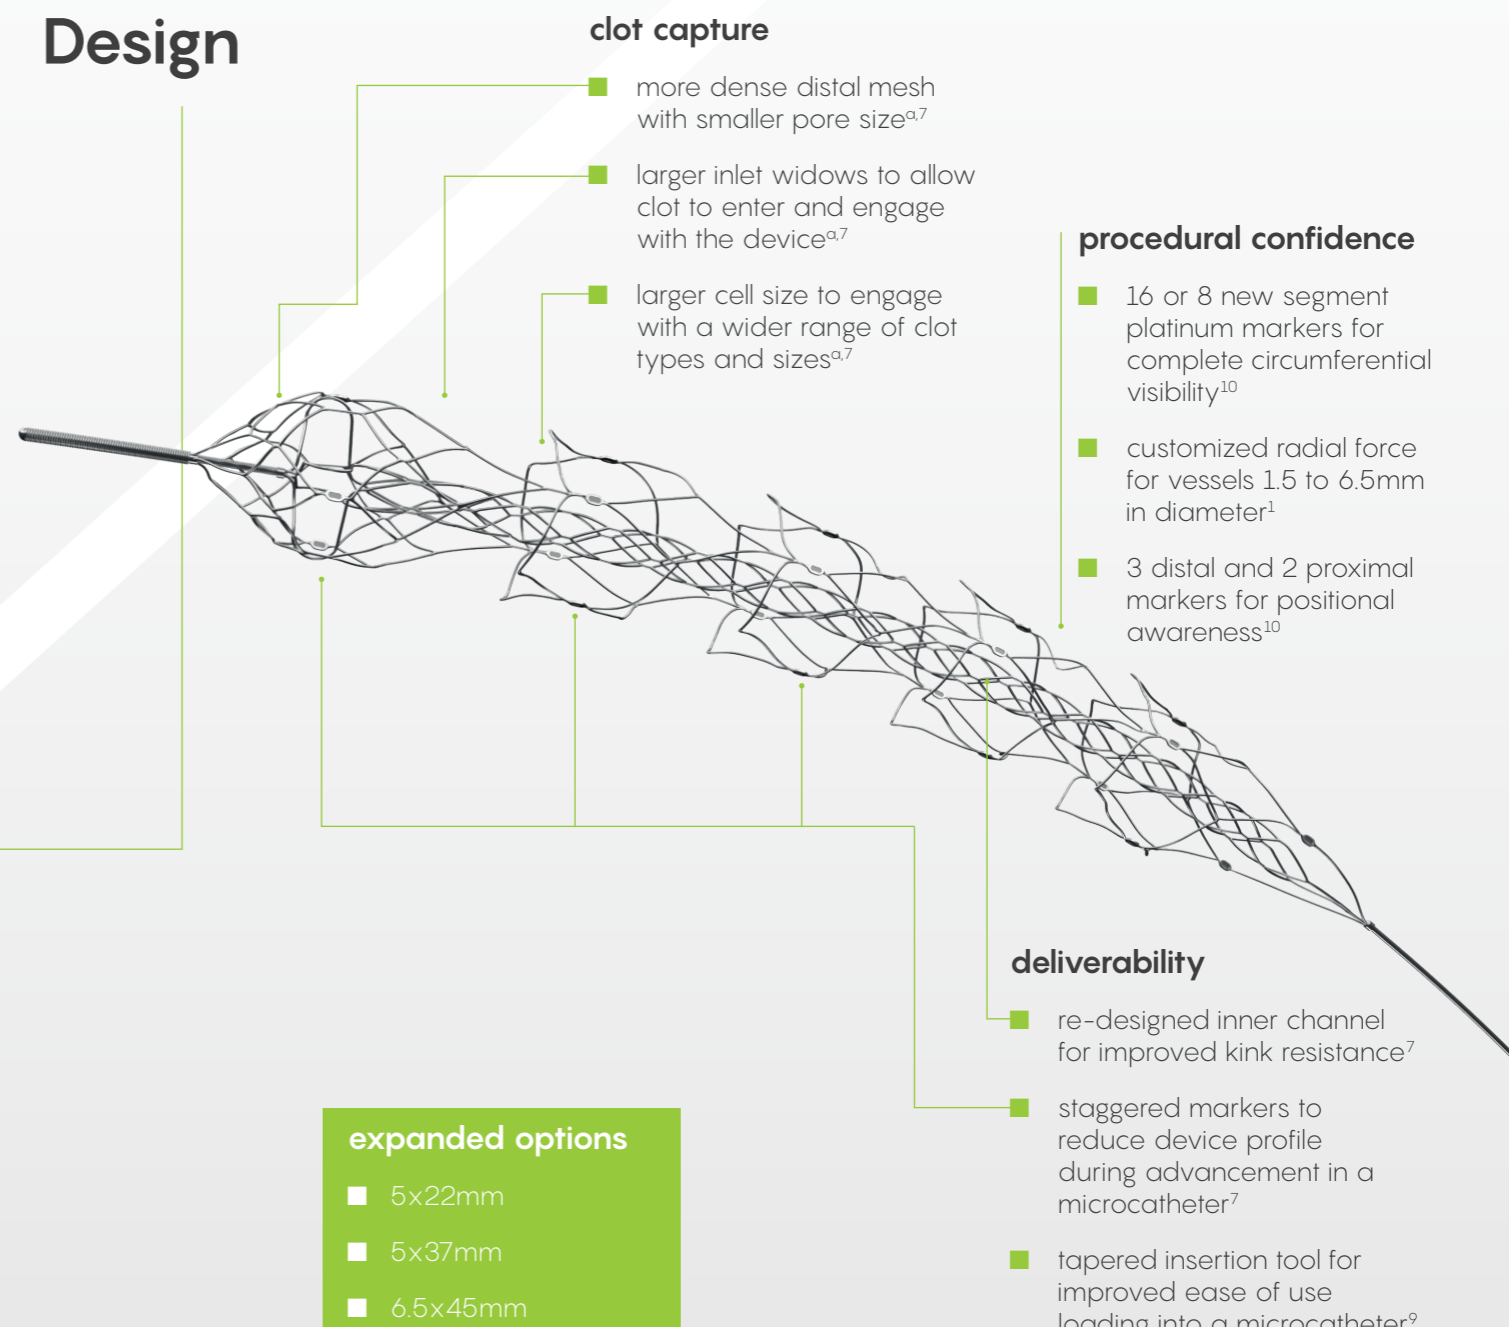 Design
clot capture
more dense distal mesh
with smaller pore sizeᵃ,⁷
larger inlet widows to allow
clot to enter and engage
with the deviceᵃ,⁷
larger cell size to engage
with a wider range of clot
types and sizesᵃ,⁷
procedural confidence
16 or 8 new segment
platinum markers for
complete circumferential
visibility¹⁰
customized radial force
for vessels 1.5 to 6.5mm
in diameter¹
3 distal and 2 proximal
markers for positional
awareness¹⁰
deliverability
re-designed inner channel
for improved kink resistance⁷
staggered markers to
reduce device profile
during advancement in a
microcatheter⁷
tapered insertion tool for
improved ease of use
loading into a microcatheter⁹
expanded options
5x22mm
5x37mm
6.5x45mm